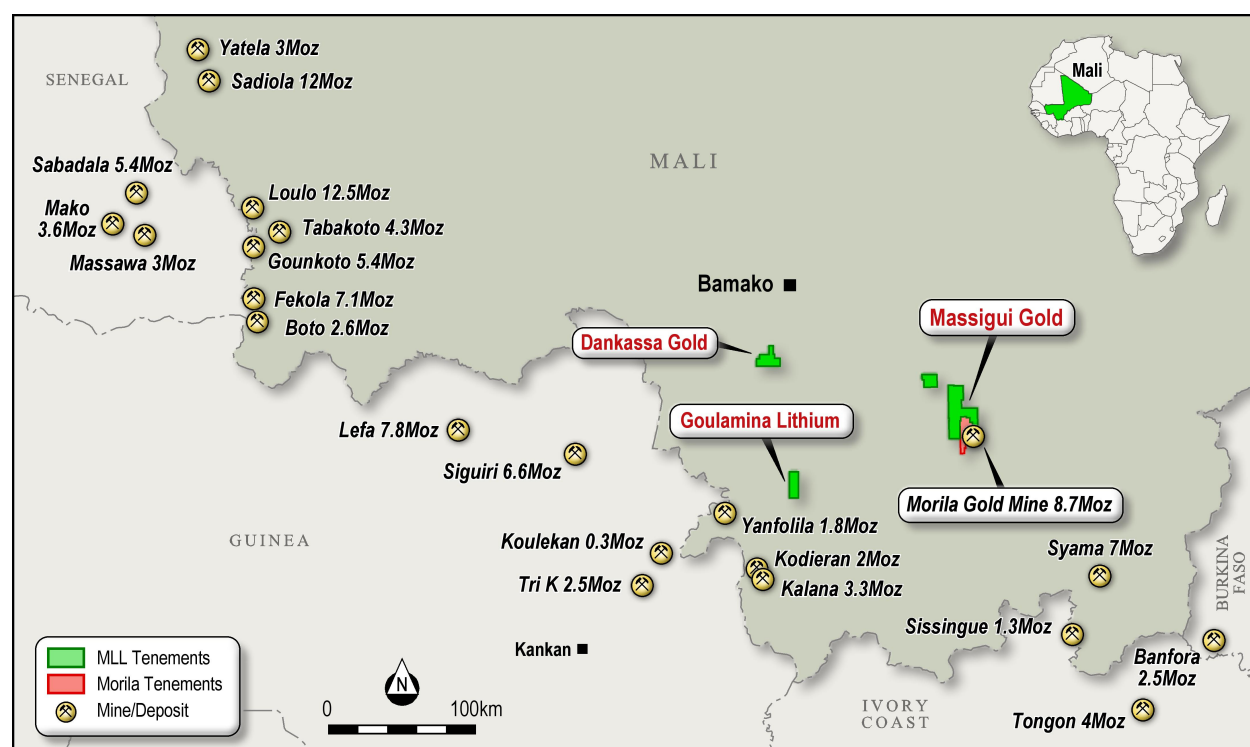 Yatela 3Moz
SENEGAL
Sadiola 12Moz
Mali
MALI
Sabadala 5.4Moz
Loulo 12.5Moz
Mako
3.6Moz
Tabakoto 4.3Moz
Massawa 3Moz
Gounkoto 5.4Moz
Bamako
Fekola 7.1Moz
Boto 2.6Moz
Massigui Gold
Dankassa Gold
Goulamina Lithium
Lefa 7.8Moz
Siguiri 6.6Moz
Morila Gold Mine 8.7Moz
Yanfolila 1.8Moz
GUINEA
Koulekan 0.3Moz
Syama 7Moz
Kodieran 2Moz
Tri K 2.5Moz
Kalana 3.3Moz
BURKINA
FASO
Sissingue 1.3Moz
Kankan
Banfora
2.5Moz
MLL Tenements
Morila Tenements
Mine/Deposit
N
0 100km
IVORY
COAST
Tongon 4Moz